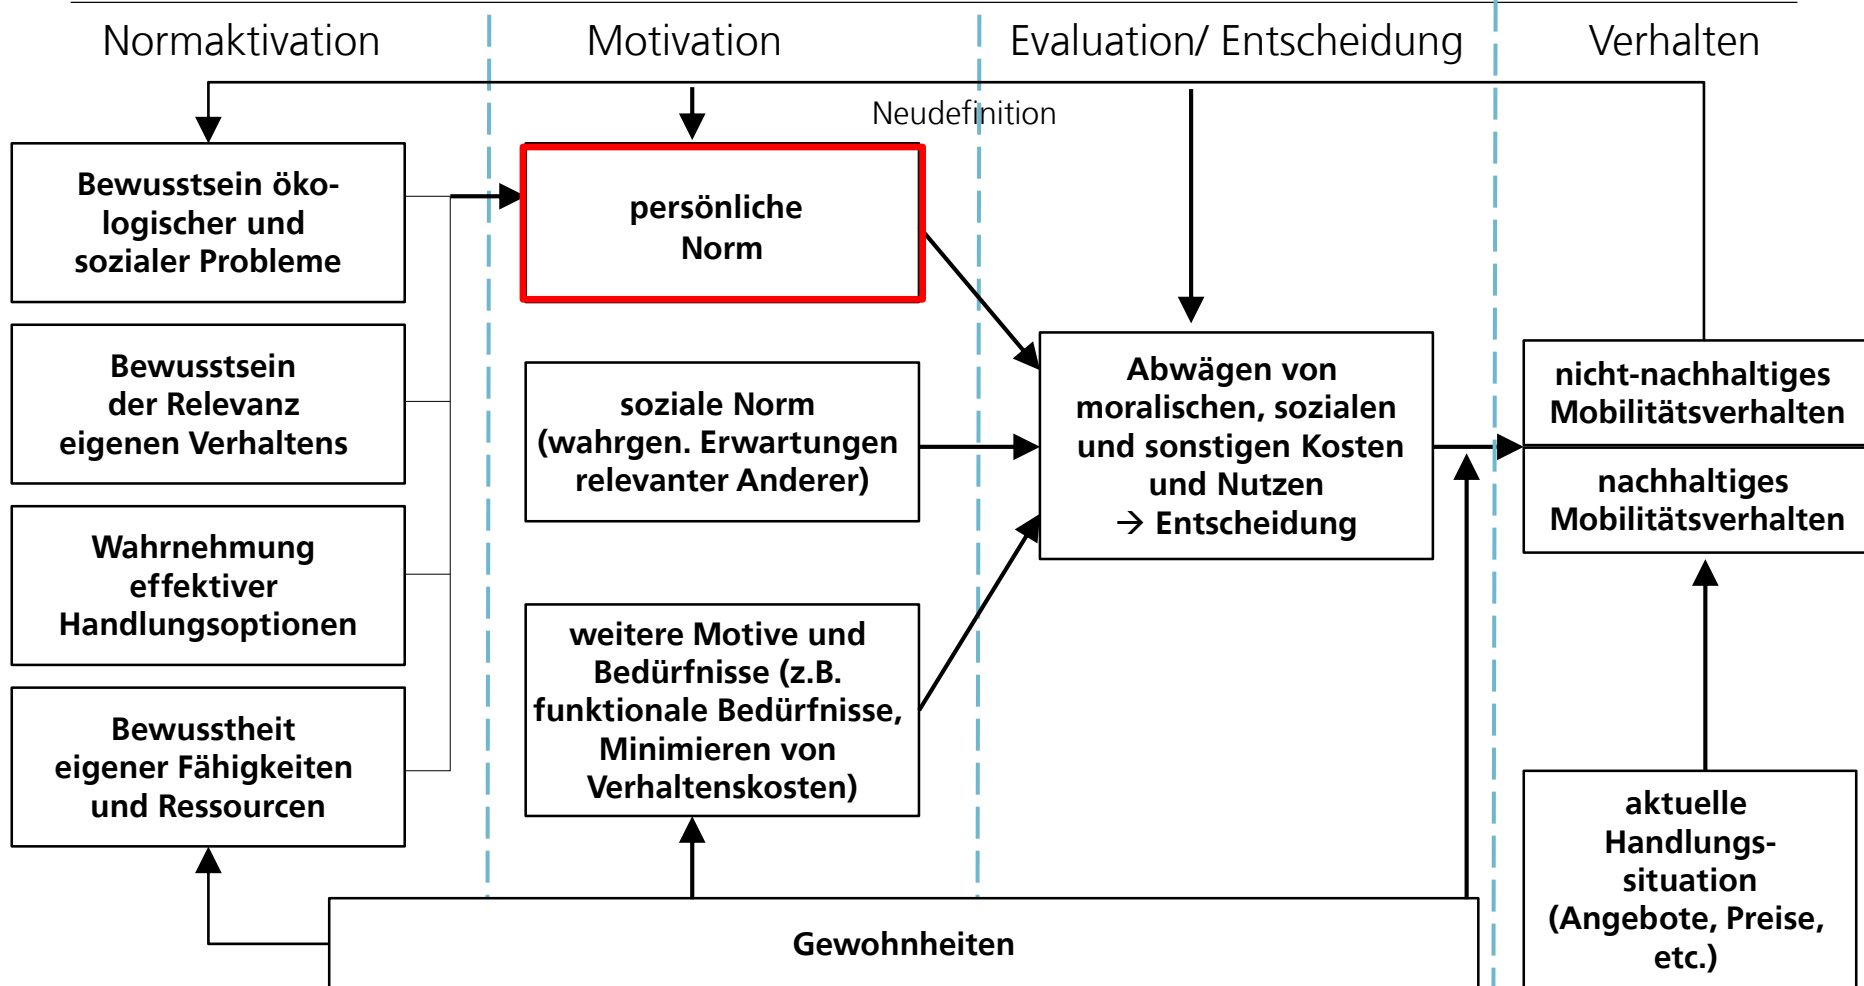 Normaktivation
Motivation
Evaluation/ Entscheidung
Verhalten
Neudefinition
Bewusstsein öko-
logischer und
sozialer Probleme
Bewusstsein
der Relevanz
eigenen Verhaltens
Wahrnehmung
effektiver
Handlungsoptionen
Bewusstheit
eigener Fähigkeiten
und Ressourcen
persönliche
Norm
soziale Norm
(wahrgen. Erwartungen
relevanter Anderer)
weitere Motive und
Bedürfnisse (z.B.
funktionale Bedürfnisse,
Minimieren von
Verhaltenskosten)
Abwägen von
moralischen, sozialen
und sonstigen Kosten
und Nutzen
→ Entscheidung
nicht-nachhaltiges
Mobilitätsverhalten
nachhaltiges
Mobilitätsverhalten
aktuelle
Handlungs-
situation
(Angebote, Preise,
etc.)
Gewohnheiten